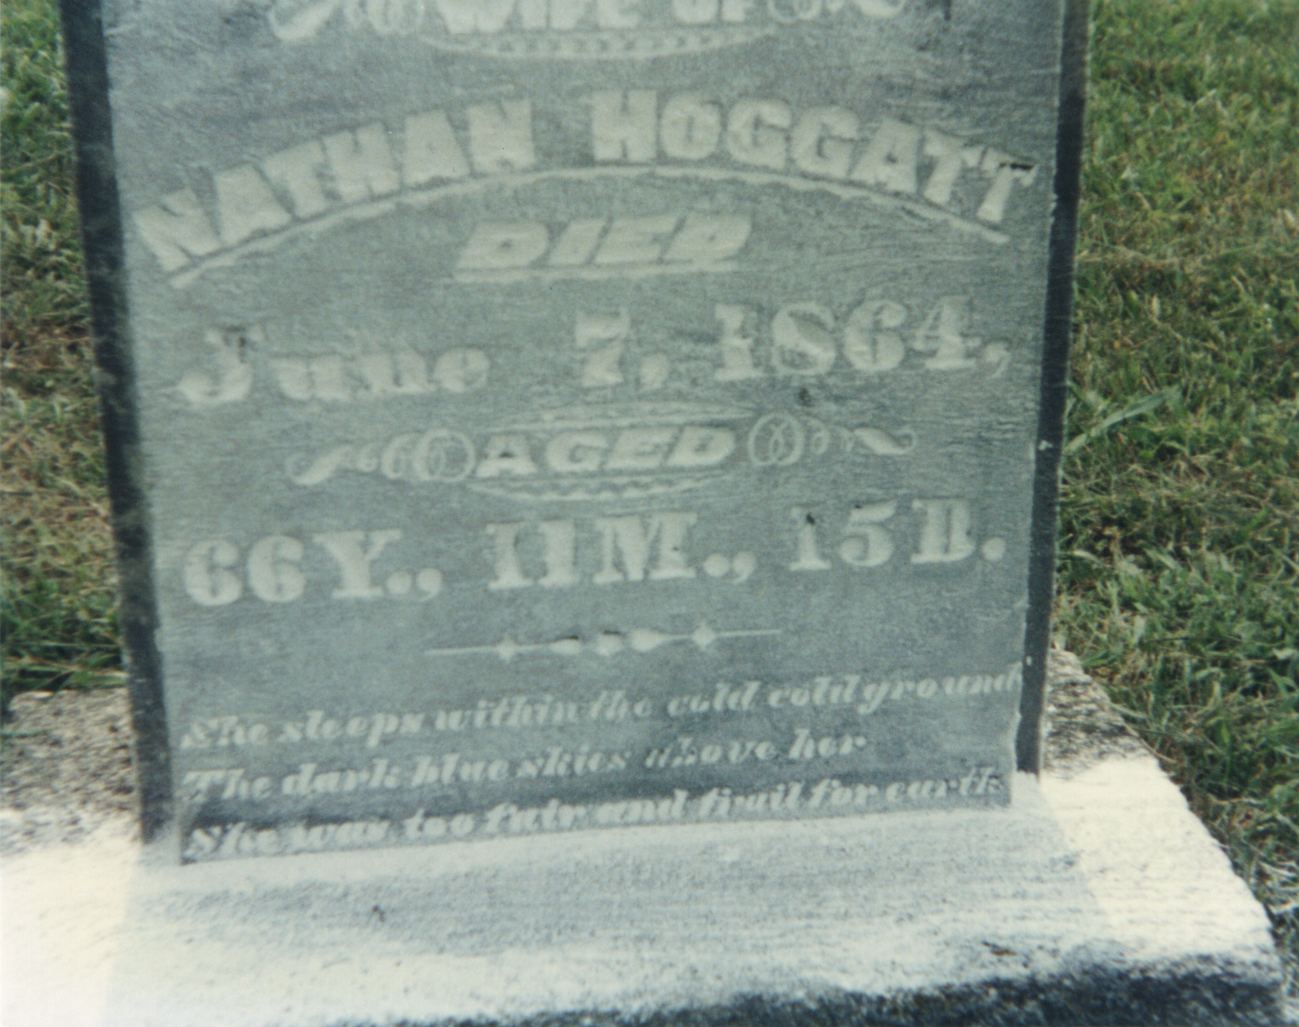 WIFE OF
NATHAN HOGGATT
DIED
June 7, 1864,
AGED
66Y., 11M., 15D.
She sleeps within the cold cold ground
The dark blue skies above her
She was too fair and frail for earth